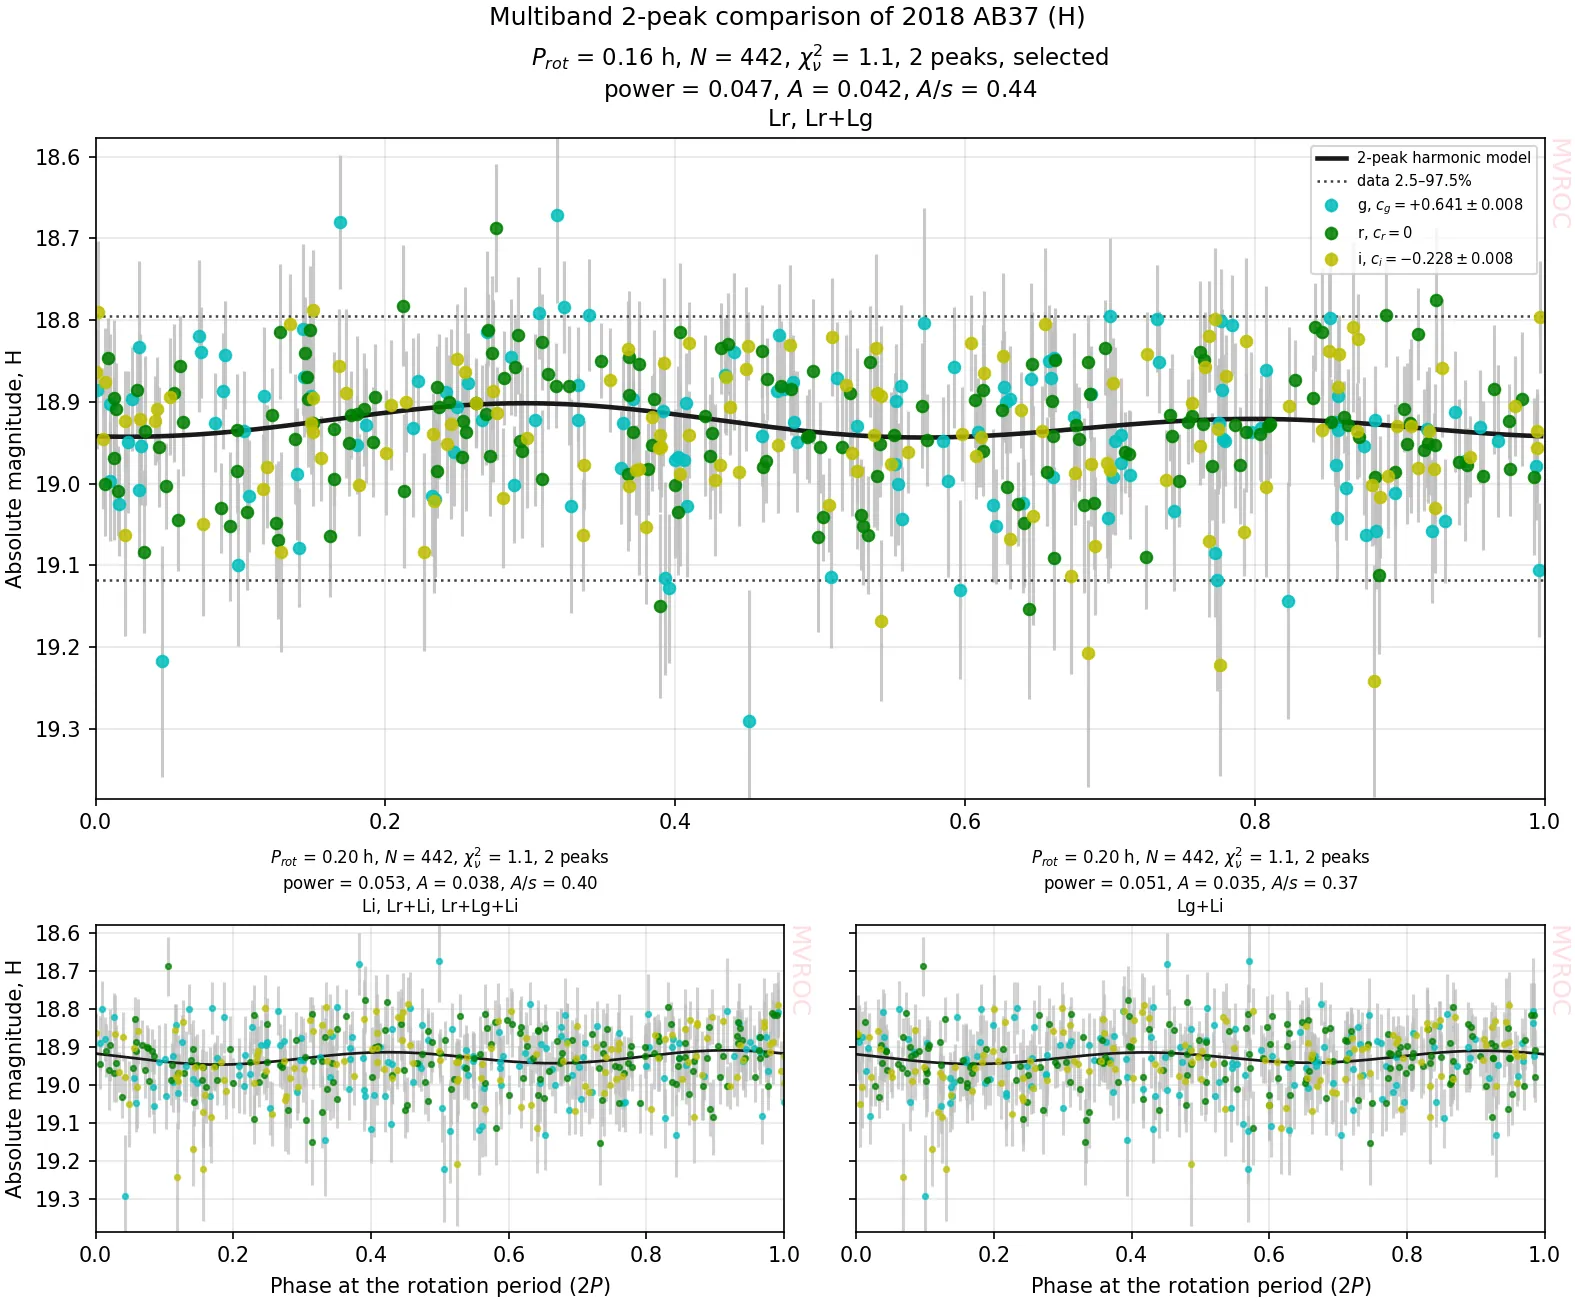 Multiband 2-peak comparison of 2018 AB37 (H)
P_rot = 0.16 h, N = 442, χ²_ν = 1.1, 2 peaks, selected
power = 0.047, A = 0.042, A/s = 0.44
Lr, Lr+Lg
2-peak harmonic model
data 2.5–97.5%
g, c_g = +0.641 ± 0.008
r, c_r = 0
i, c_i = −0.228 ± 0.008
MVROC
Absolute magnitude, H
18.6
18.7
18.8
18.9
19.0
19.1
19.2
19.3
0.0 0.2 0.4 0.6 0.8 1.0
P_rot = 0.20 h, N = 442, χ²_ν = 1.1, 2 peaks
power = 0.053, A = 0.038, A/s = 0.40
Li, Lr+Li, Lr+Lg+Li
MVROC
Absolute magnitude, H
18.6
18.7
18.8
18.9
19.0
19.1
19.2
19.3
0.0 0.2 0.4 0.6 0.8 1.0
Phase at the rotation period (2P)
P_rot = 0.20 h, N = 442, χ²_ν = 1.1, 2 peaks
power = 0.051, A = 0.035, A/s = 0.37
Lg+Li
MVROC
0.0 0.2 0.4 0.6 0.8 1.0
Phase at the rotation period (2P)